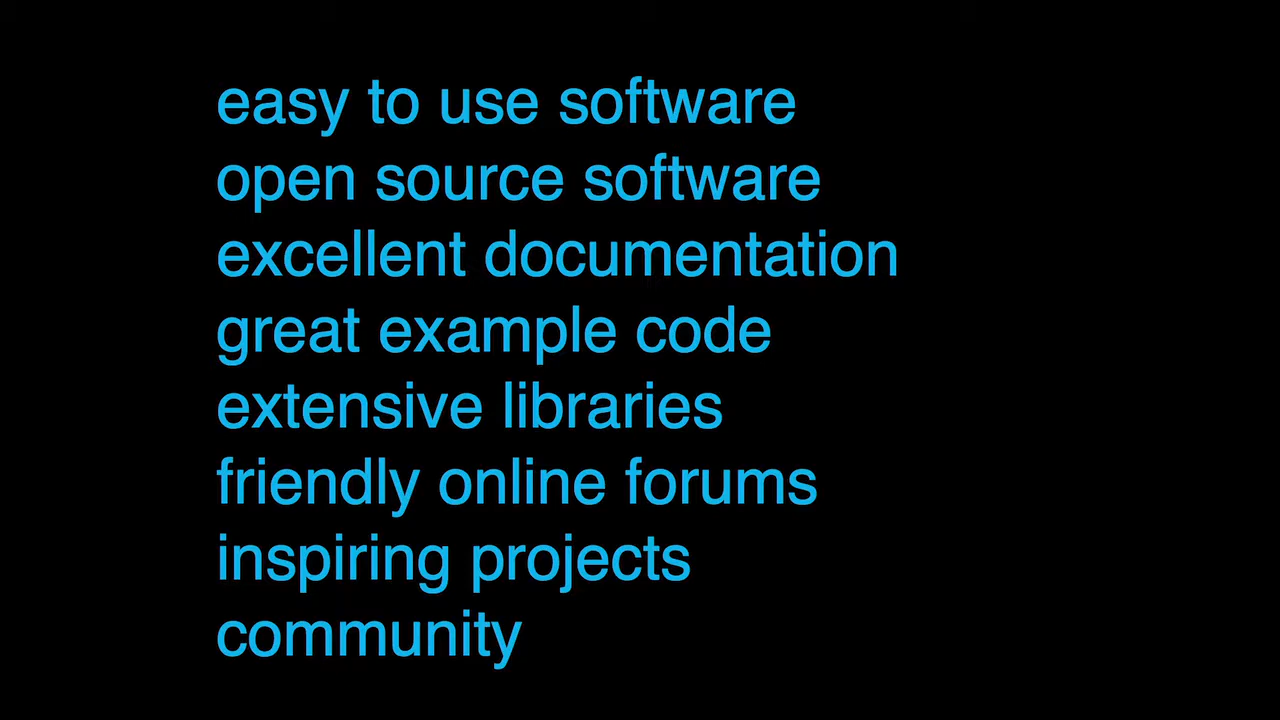 easy to use software
open source software
excellent documentation
great example code
extensive libraries
friendly online forums
inspiring projects
community